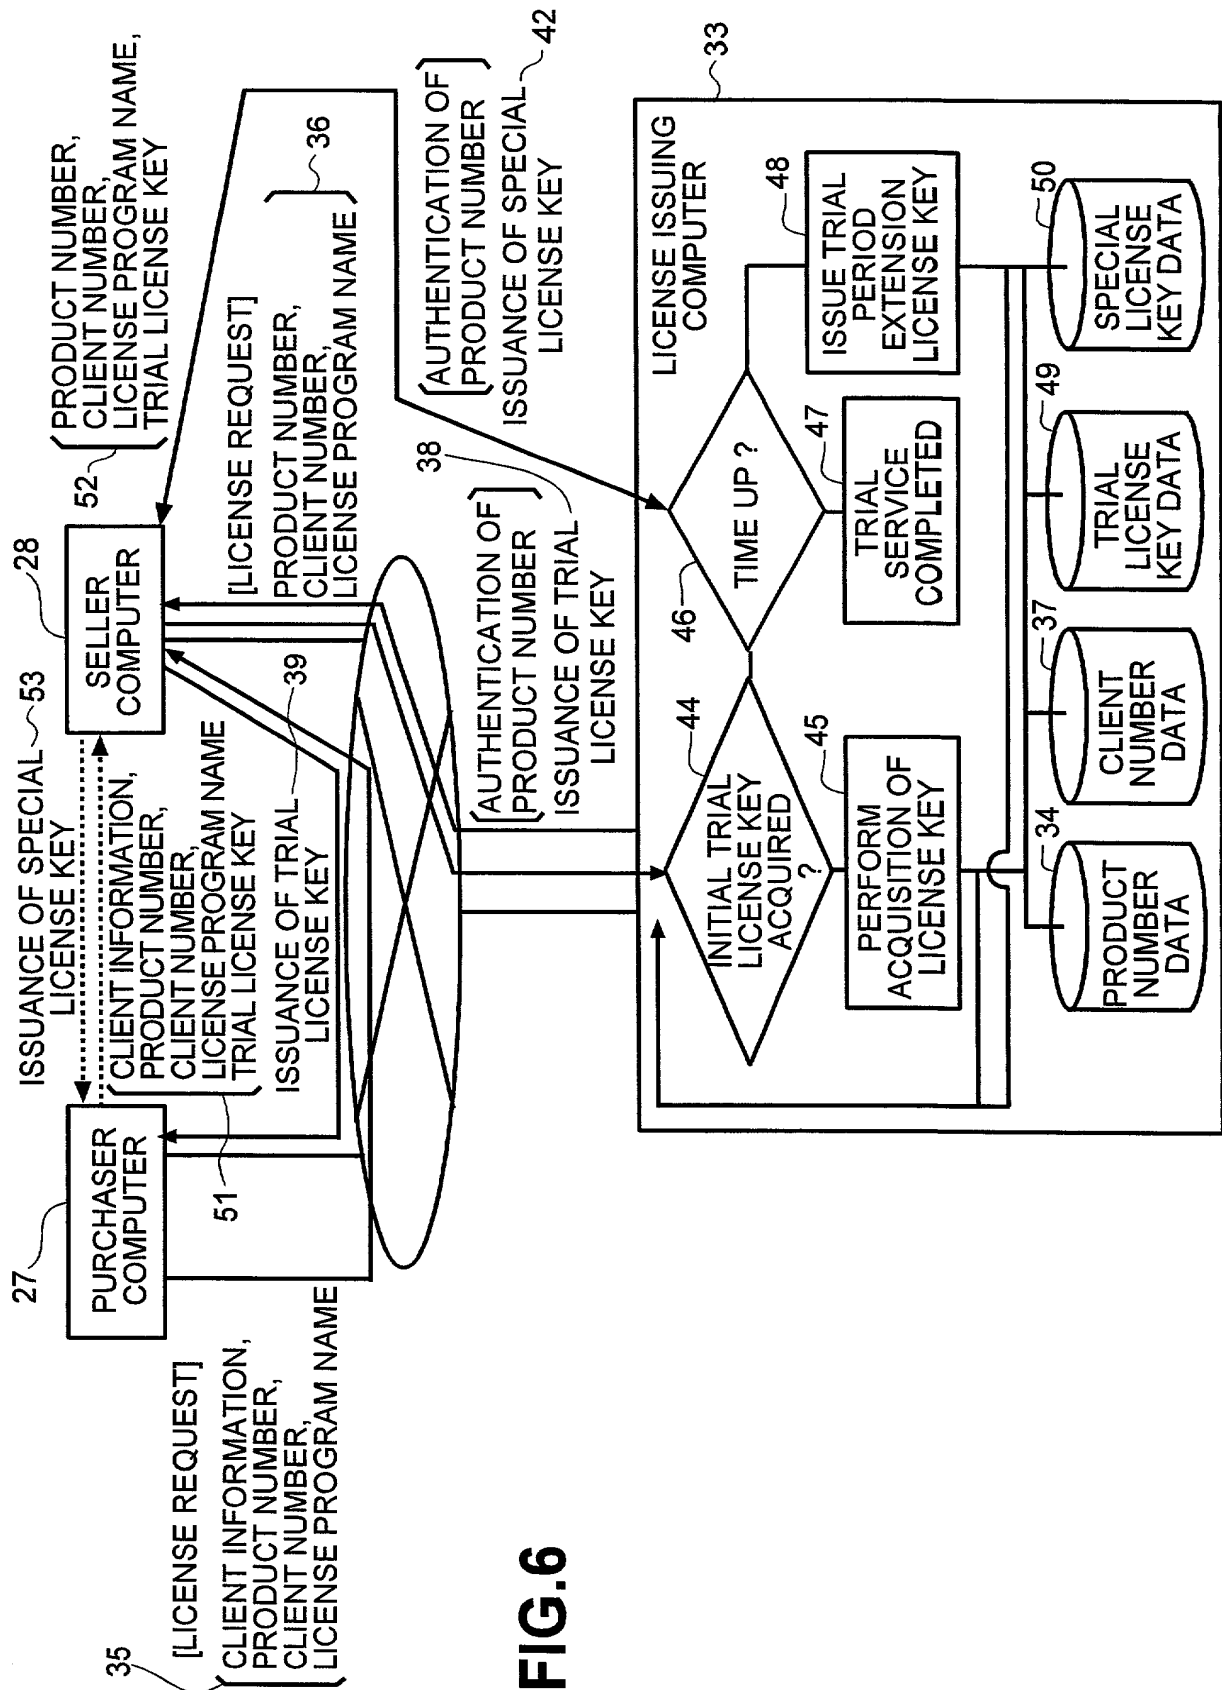 ISSUANCE OF SPECIAL
LICENSE KEY
53
27
PURCHASER
COMPUTER
28
SELLER
COMPUTER
52
PRODUCT NUMBER,
CLIENT NUMBER,
LICENSE PROGRAM NAME,
TRIAL LICENSE KEY
CLIENT INFORMATION,
PRODUCT NUMBER,
CLIENT NUMBER,
LICENSE PROGRAM NAME
TRIAL LICENSE KEY
51
ISSUANCE OF TRIAL
LICENSE KEY
39
35
[LICENSE REQUEST]
CLIENT INFORMATION,
PRODUCT NUMBER,
CLIENT NUMBER,
LICENSE PROGRAM NAME
[LICENSE REQUEST]
PRODUCT NUMBER,
CLIENT NUMBER,
LICENSE PROGRAM NAME
36
AUTHENTICATION OF
PRODUCT NUMBER
ISSUANCE OF SPECIAL
LICENSE KEY
42
38
AUTHENTICATION OF
PRODUCT NUMBER
ISSUANCE OF TRIAL
LICENSE KEY
33
LICENSE ISSUING
COMPUTER
44
INITIAL TRIAL
LICENSE KEY
ACQUIRED
?
46
TIME UP ?
45
PERFORM
ACQUISITION OF
LICENSE KEY
47
TRIAL
SERVICE
COMPLETED
48
ISSUE TRIAL
PERIOD
EXTENSION
LICENSE KEY
34
PRODUCT
NUMBER
DATA
37
CLIENT
NUMBER
DATA
49
TRIAL
LICENSE
KEY DATA
50
SPECIAL
LICENSE
KEY DATA
FIG.6